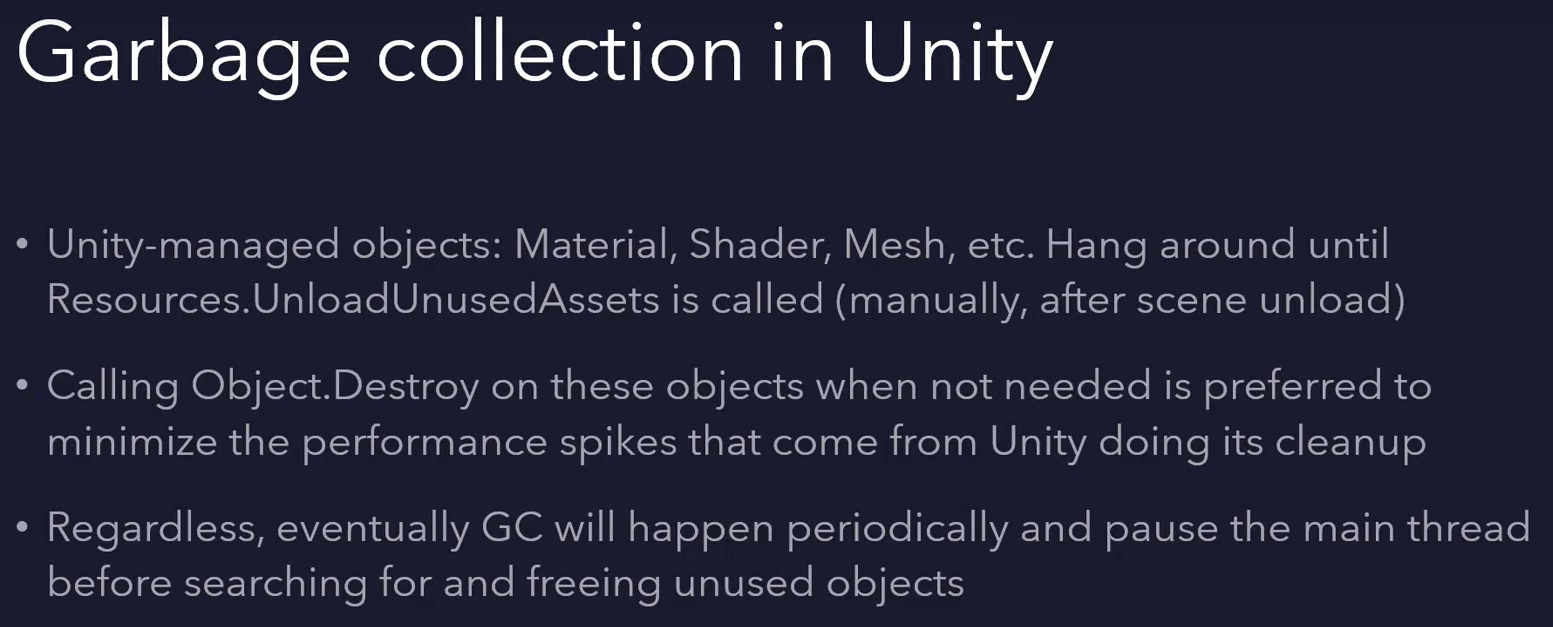 Garbage collection in Unity
• Unity-managed objects: Material, Shader, Mesh, etc. Hang around until
Resources.UnloadUnusedAssets is called (manually, after scene unload)
• Calling Object.Destroy on these objects when not needed is preferred to
minimize the performance spikes that come from Unity doing its cleanup
• Regardless, eventually GC will happen periodically and pause the main thread
before searching for and freeing unused objects